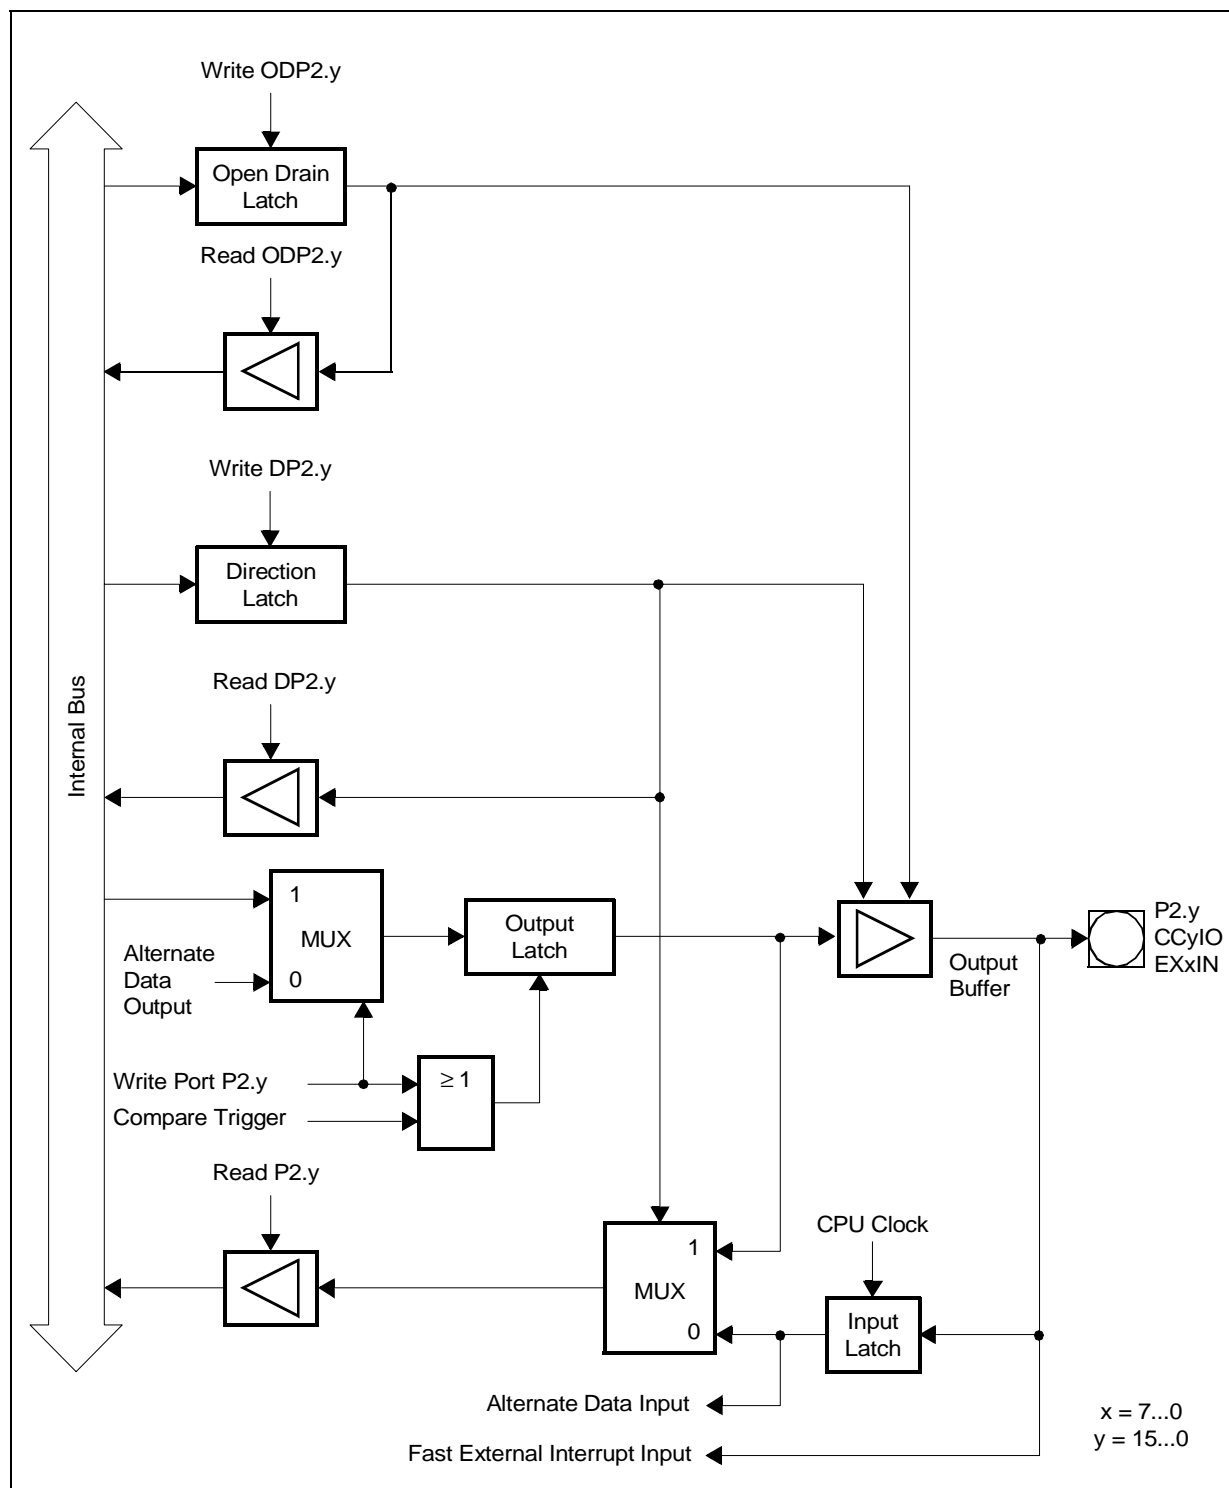 Write ODP2.y
Open Drain
Latch
Read ODP2.y
Write DP2.y
Direction
Latch
Internal Bus
Read DP2.y
1
MUX
0
Alternate
Data
Output
Output
Latch
Output
Buffer
P2.y
CCyIO
EXxIN
Write Port P2.y
≥ 1
Compare Trigger
Read P2.y
CPU Clock
1
MUX
0
Input
Latch
Alternate Data Input
Fast External Interrupt Input
x = 7...0
y = 15...0